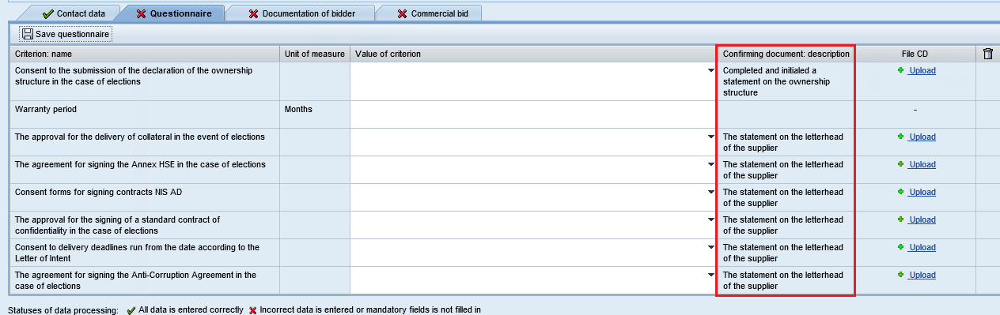 Contact data Questionnaire Documentation of bidder Commercial bid
Save questionnaire
Criterion: name Unit of measure Value of criterion Confirming document: description File CD
Consent to the submission of the declaration of the ownership Completed and initialed a Upload
structure in the case of elections statement on the ownership
structure
Warranty period Months -
The approval for the delivery of collateral in the event of elections The statement on the letterhead Upload
of the supplier
The agreement for signing the Annex HSE in the case of elections The statement on the letterhead Upload
of the supplier
Consent forms for signing contracts NIS AD The statement on the letterhead Upload
of the supplier
The approval for the signing of a standard contract of The statement on the letterhead Upload
confidentiality in the case of elections of the supplier
Consent to delivery deadlines run from the date according to the The statement on the letterhead Upload
Letter of Intent of the supplier
The agreement for signing the Anti-Corruption Agreement in the The statement on the letterhead Upload
case of elections of the supplier
Statuses of data processing: All data is entered correctly Incorrect data is entered or mandatory fields is not filled in